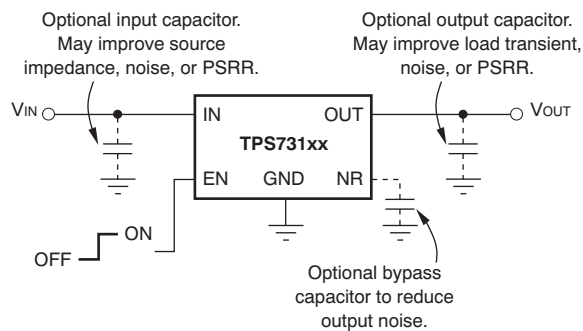 Optional input capacitor.
May improve source
impedance, noise, or PSRR.
Optional output capacitor.
May improve load transient,
noise, or PSRR.
VIN
IN
OUT
VOUT
TPS731xx
EN
GND
NR
ON
OFF
Optional bypass
capacitor to reduce
output noise.